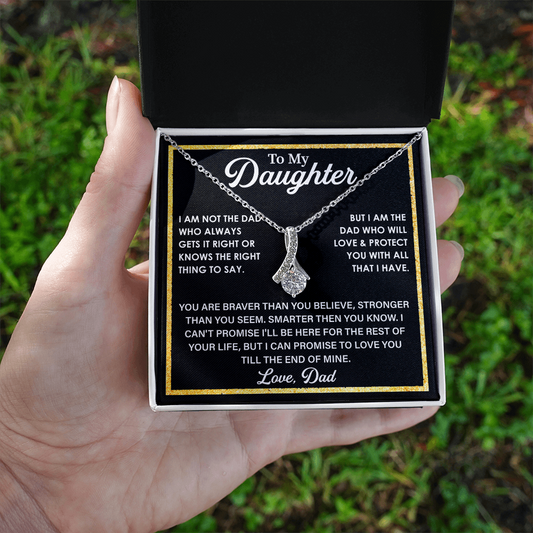 To My
Daughter
I AM NOT THE DAD
WHO ALWAYS
GETS IT RIGHT OR
KNOWS THE RIGHT
THING TO SAY.
BUT I AM THE
DAD WHO WILL
LOVE & PROTECT
YOU WITH ALL
THAT I HAVE.
YOU ARE BRAVER THAN YOU BELIEVE, STRONGER
THAN YOU SEEM. SMARTER THEN YOU KNOW. I
CAN'T PROMISE I'LL BE HERE FOR THE REST OF
YOUR LIFE, BUT I CAN PROMISE TO LOVE YOU
TILL THE END OF MINE.
Love, Dad